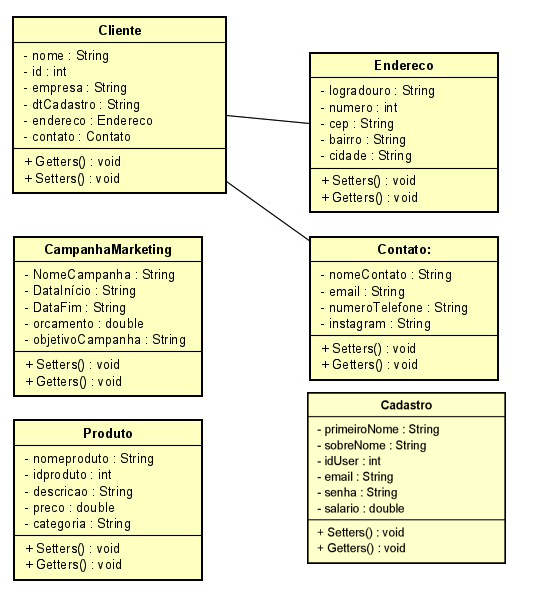 Cliente
- nome : String
- id : int
- empresa : String
- dtCadastro : String
- endereco : Endereco
- contato : Contato
+ Getters() : void
+ Setters() : void
Endereco
- logradouro : String
- numero : int
- cep : String
- bairro : String
- cidade : String
+ Setters() : void
+ Getters() : void
CampanhaMarketing
- NomeCampanha : String
- DataInício : String
- DataFim : String
- orcamento : double
- objetivoCampanha : String
+ Setters() : void
+ Getters() : void
Contato:
- nomeContato : String
- email : String
- numeroTelefone : String
- instagram : String
+ Setters() : void
+ Getters() : void
Produto
- nomeproduto : String
- idproduto : int
- descricao : String
- preco : double
- categoria : String
+ Setters() : void
+ Getters() : void
Cadastro
- primeiroNome : String
- sobreNome : String
- idUser : int
- email : String
- senha : String
- salario : double
+ Setters() : void
+ Getters() : void